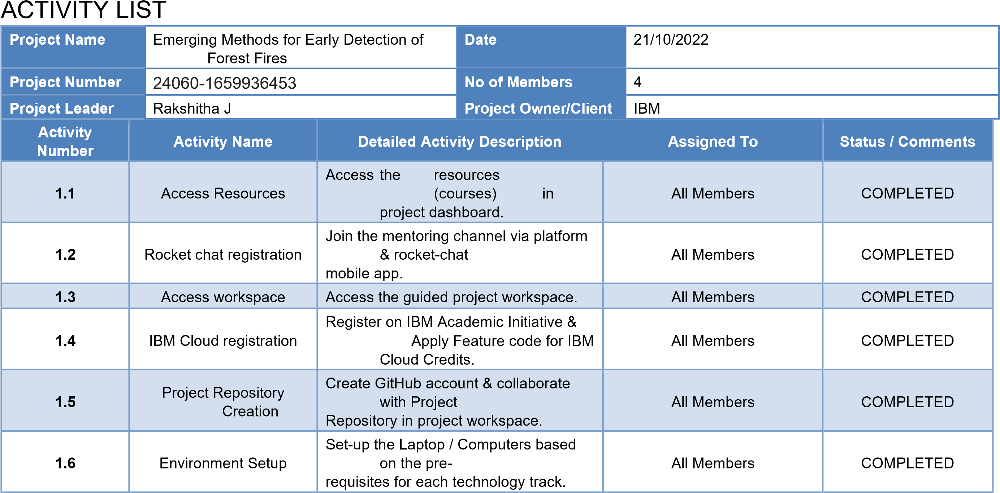 ACTIVITY LIST
Project Name
Emerging Methods for Early Detection of
Forest Fires
Date
21/10/2022
Project Number
24060-1659936453
No of Members
4
Project Leader
Rakshitha J
Project Owner/Client
IBM
Activity
Number
Activity Name
Detailed Activity Description
Assigned To
Status / Comments
1.1
Access Resources
Access the resources
(courses) in
project dashboard.
All Members
COMPLETED
1.2
Rocket chat registration
Join the mentoring channel via platform
& rocket-chat
mobile app.
All Members
COMPLETED
1.3
Access workspace
Access the guided project workspace.
All Members
COMPLETED
1.4
IBM Cloud registration
Register on IBM Academic Initiative &
Apply Feature code for IBM
Cloud Credits.
All Members
COMPLETED
1.5
Project Repository
Creation
Create GitHub account & collaborate
with Project
Repository in project workspace.
All Members
COMPLETED
1.6
Environment Setup
Set-up the Laptop / Computers based
on the pre-
requisites for each technology track.
All Members
COMPLETED